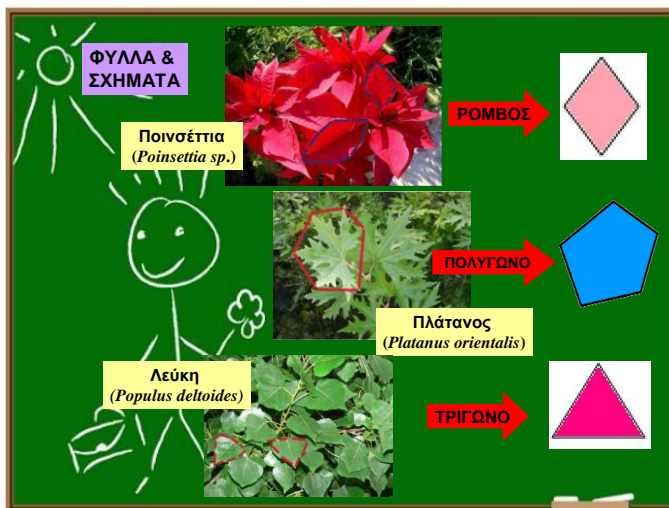 ΦΥΛΛΑ &
ΣΧΗΜΑΤΑ
Ποινσέττια
(Poinsettia sp.)
ΡΟΜΒΟΣ
ΠΟΛΥΓΩΝΟ
Πλάτανος
(Platanus orientalis)
Λεύκη
(Populus deltoides)
ΤΡΙΓΩΝΟ